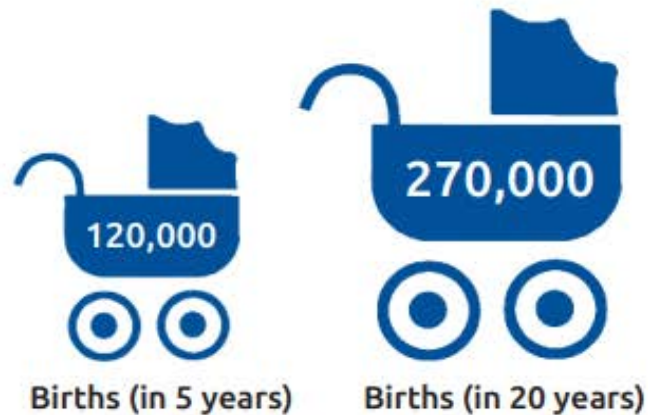 120,000
270,000
Births (in 5 years)
Births (in 20 years)